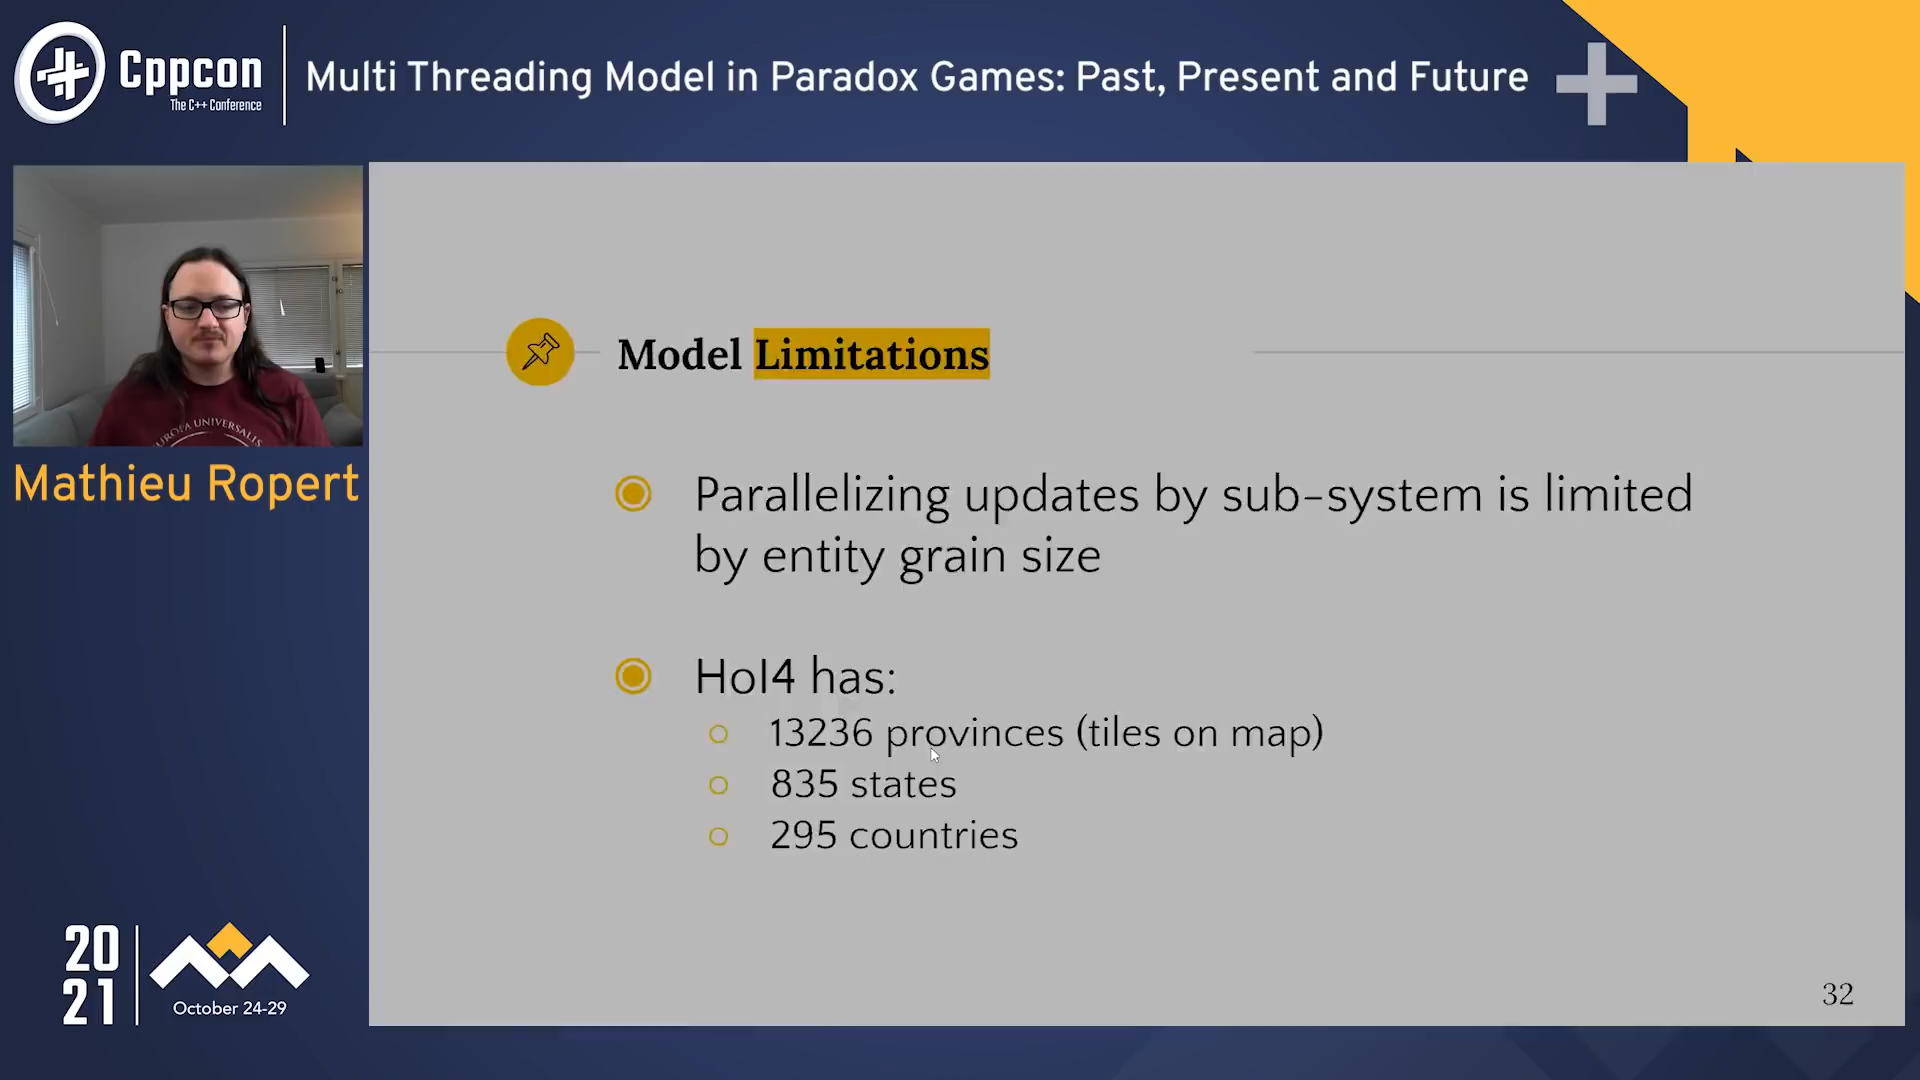 Cppcon
The C++ Conference
Multi Threading Model in Paradox Games: Past, Present and Future
Mathieu Ropert
Model Limitations
Parallelizing updates by sub-system is limited
by entity grain size
HoI4 has:
13236 provinces (tiles on map)
835 states
295 countries
32
20
21
October 24-29